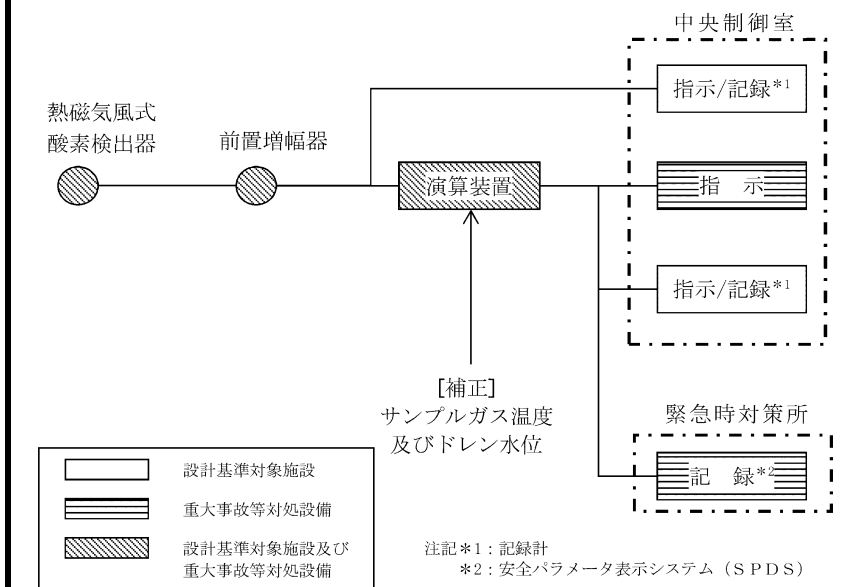 中央制御室
指示/記録*1
熱磁気風式
酸素検出器
前置増幅器
演算装置
指　示
指示/記録*1
[補正]
サンプルガス温度
及びドレン水位
緊急時対策所
記　録*2
設計基準対象施設
重大事故等対処設備
設計基準対象施設及び
重大事故等対処設備
注記*1：記録計
*2：安全パラメータ表示システム（ＳＰＤＳ）